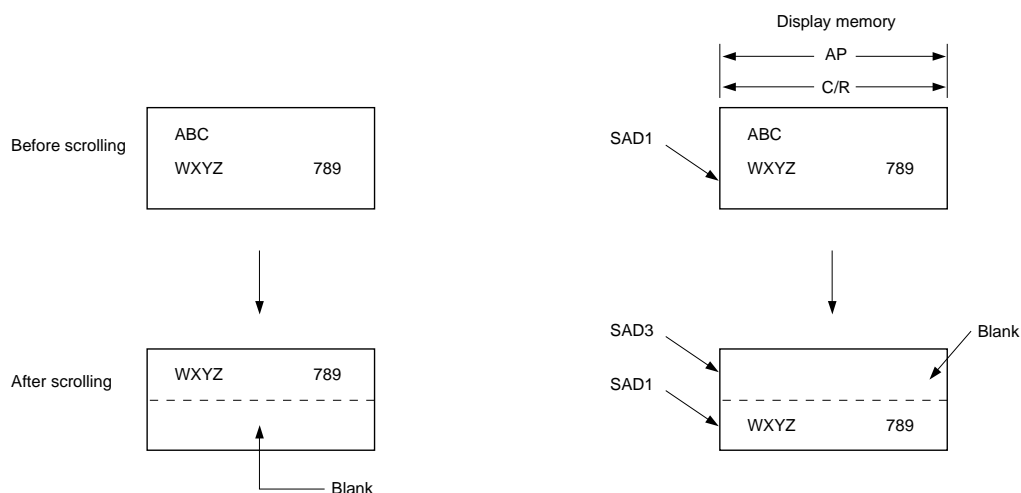 Display memory
AP
C/R
Before scrolling
ABC
WXYZ 789
SAD1
ABC
WXYZ 789
After scrolling
WXYZ 789
Blank
SAD3
SAD1
Blank
WXYZ 789